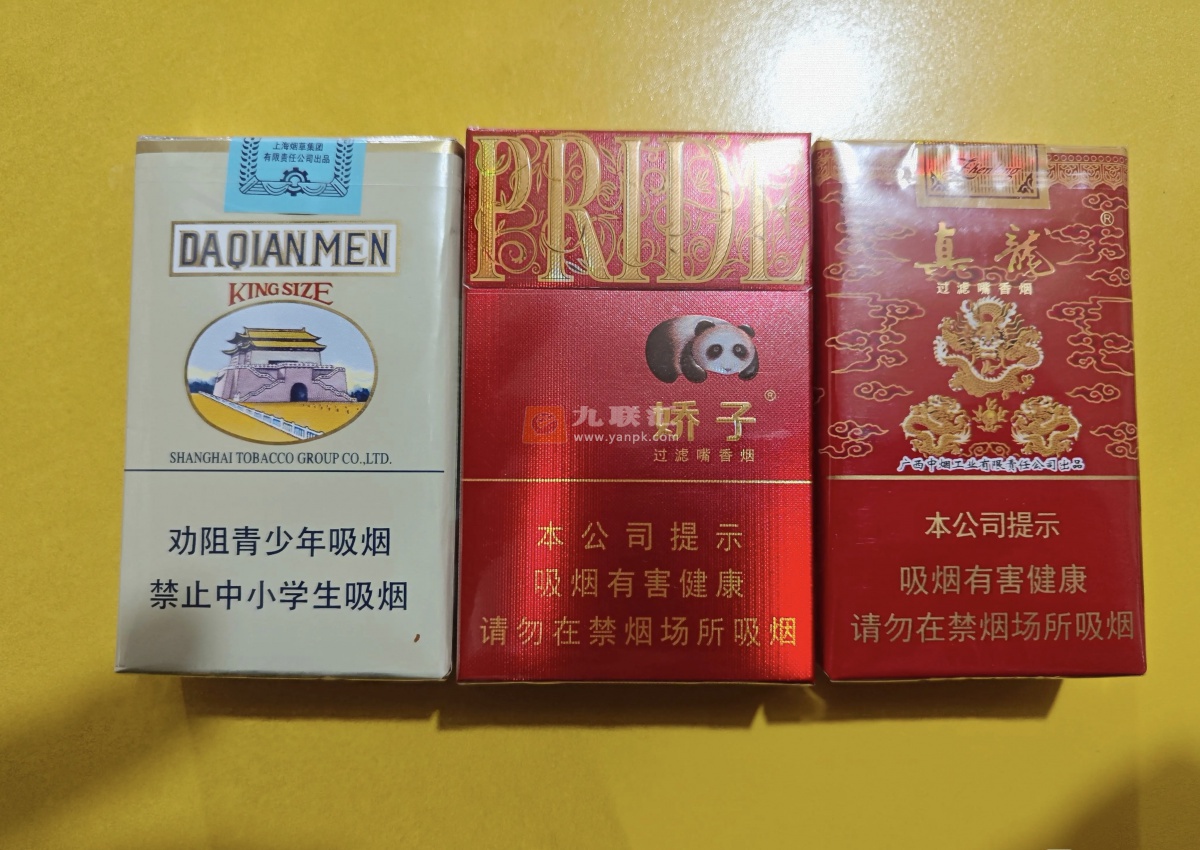 上海烟草集团
有限责任公司出品
DAQIANMEN
KING SIZE
SHANGHAI TOBACCO GROUP CO.,LTD.
劝阻青少年吸烟
禁止中小学生吸烟
PRIDE
娇子®
九联
www.yanpk.com
过滤嘴香烟
本公司提示
吸烟有害健康
请勿在禁烟场所吸烟
真龙®
过滤嘴香烟
广西中烟工业有限责任公司出品
本公司提示
吸烟有害健康
请勿在禁烟场所吸烟